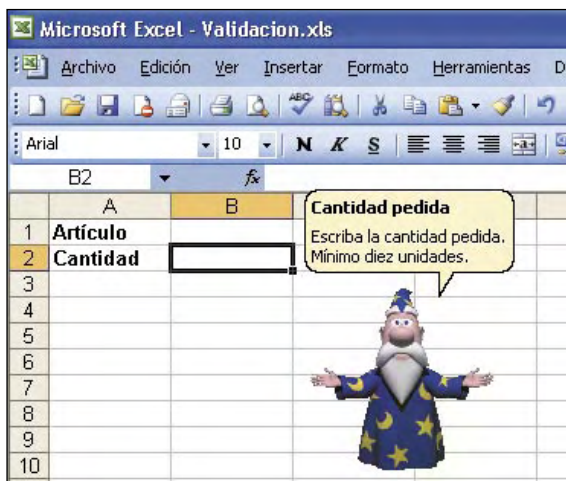 Microsoft Excel - Validacion.xls
Archivo Edición Ver Insertar Formato Herramientas D
ABC
Arial 10 N K S a
B2 fx
A B
1 Artículo
2 Cantidad
3
4
5
6
7
8
9
10
Cantidad pedida
Escriba la cantidad pedida.
Mínimo diez unidades.